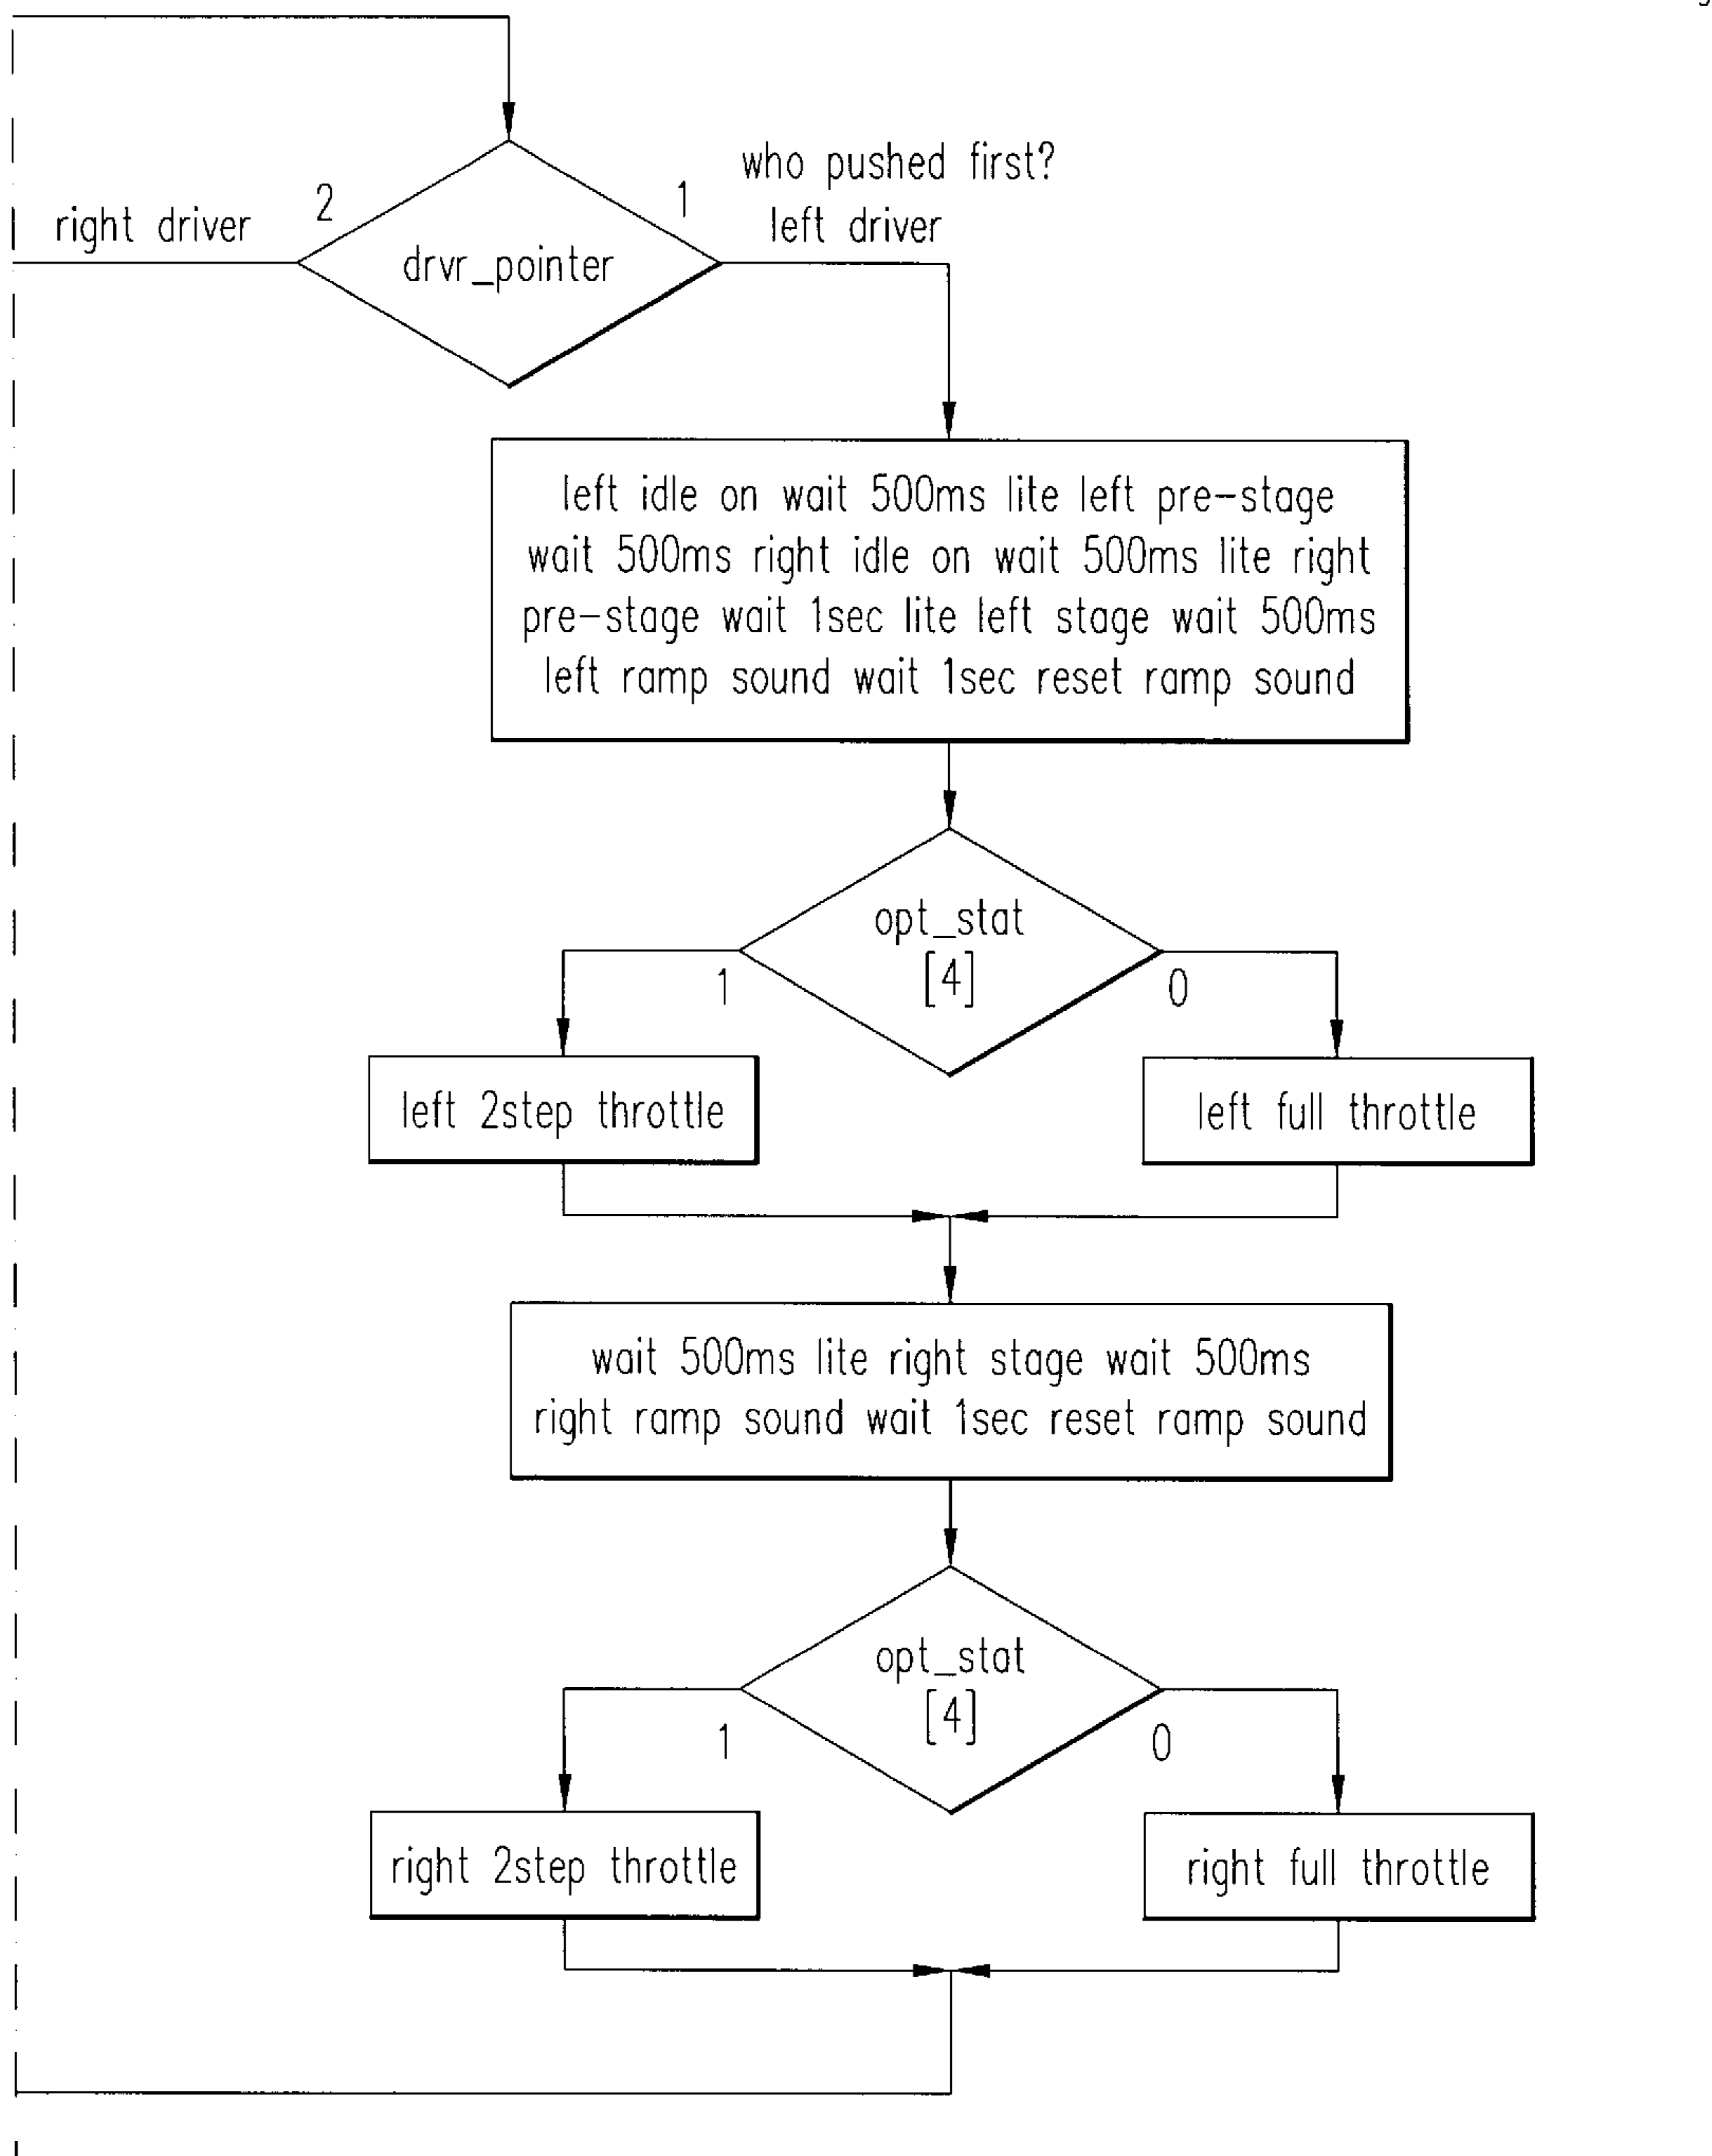 who pushed first?
2
1
right driver
left driver
drvr_pointer
left idle on wait 500ms lite left pre-stage
wait 500ms right idle on wait 500ms lite right
pre-stage wait 1sec lite left stage wait 500ms
left ramp sound wait 1sec reset ramp sound
opt_stat
[4]
1
0
left 2step throttle
left full throttle
wait 500ms lite right stage wait 500ms
right ramp sound wait 1sec reset ramp sound
opt_stat
[4]
1
0
right 2step throttle
right full throttle